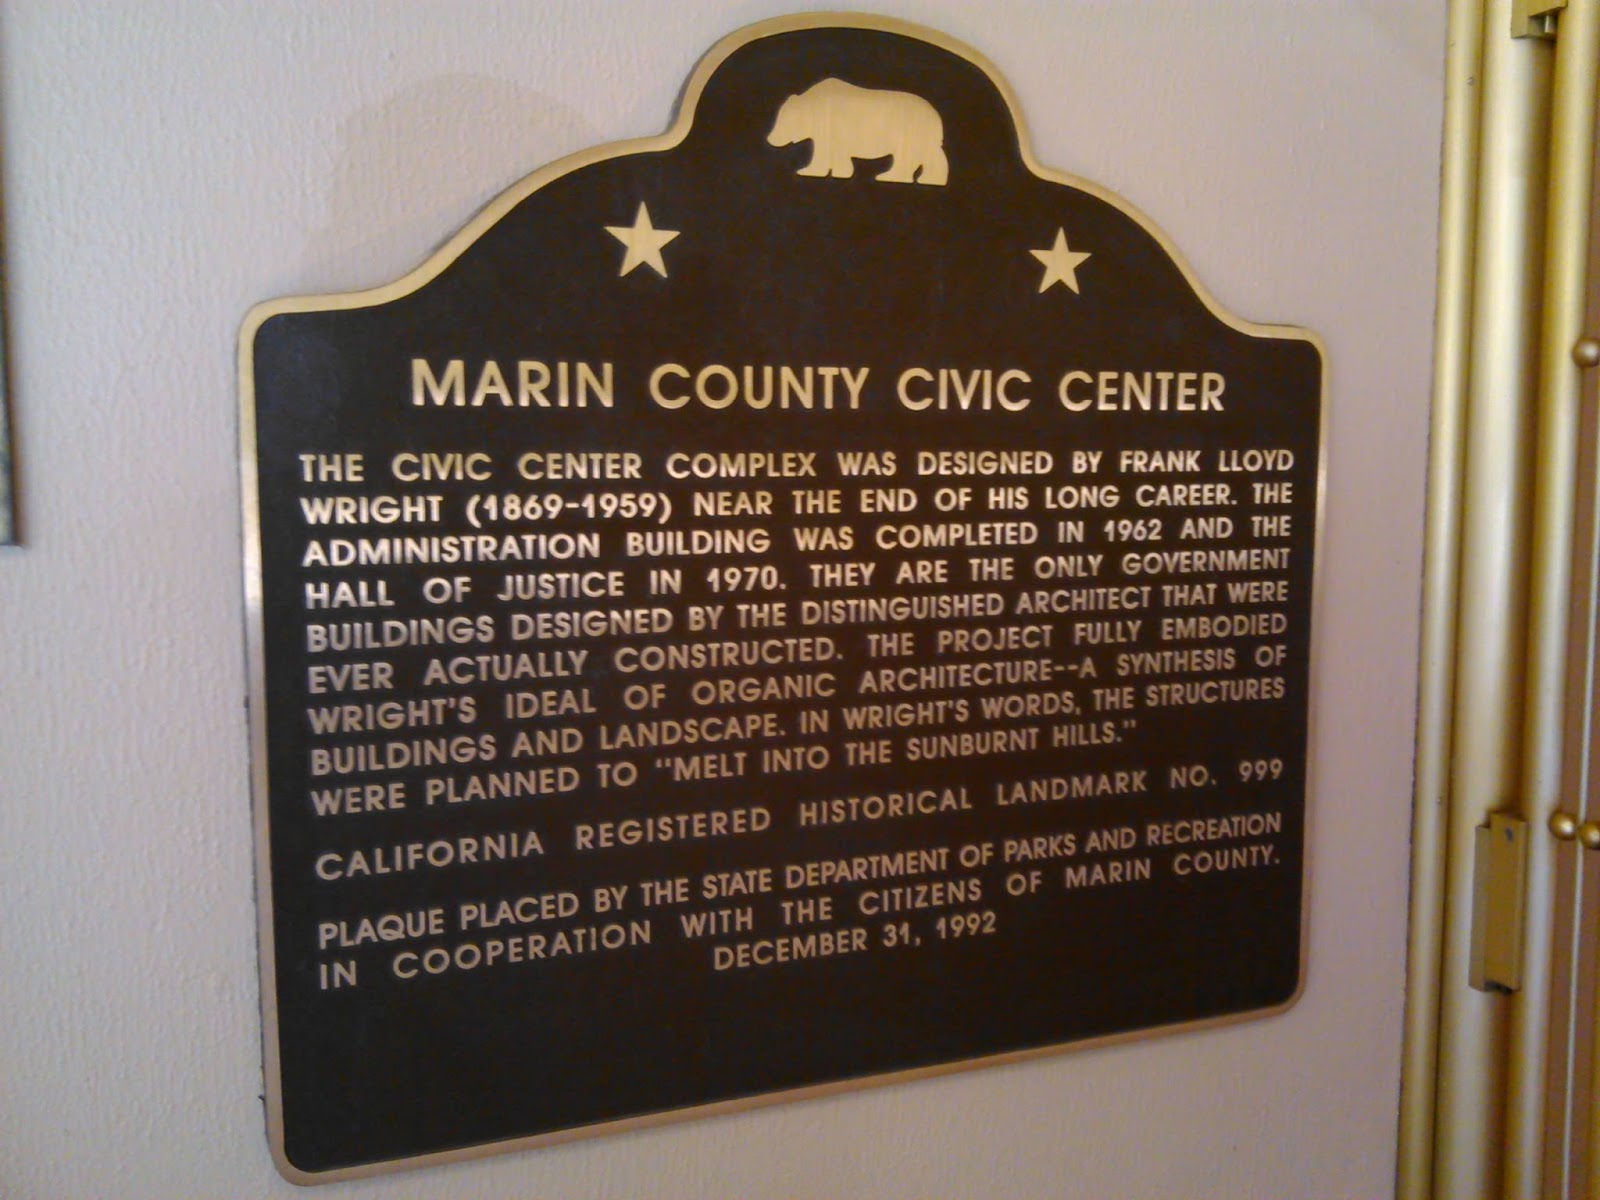 MARIN COUNTY CIVIC CENTER
THE CIVIC CENTER COMPLEX WAS DESIGNED BY FRANK LLOYD
WRIGHT (1869-1959) NEAR THE END OF HIS LONG CAREER. THE
ADMINISTRATION BUILDING WAS COMPLETED IN 1962 AND THE
HALL OF JUSTICE IN 1970. THEY ARE THE ONLY GOVERNMENT
BUILDINGS DESIGNED BY THE DISTINGUISHED ARCHITECT THAT WERE
EVER ACTUALLY CONSTRUCTED. THE PROJECT FULLY EMBODIED
WRIGHT'S IDEAL OF ORGANIC ARCHITECTURE--A SYNTHESIS OF
BUILDINGS AND LANDSCAPE. IN WRIGHT'S WORDS, THE STRUCTURES
WERE PLANNED TO "MELT INTO THE SUNBURNT HILLS."
CALIFORNIA REGISTERED HISTORICAL LANDMARK NO. 999
PLAQUE PLACED BY THE STATE DEPARTMENT OF PARKS AND RECREATION
IN COOPERATION WITH THE CITIZENS OF MARIN COUNTY.
DECEMBER 31, 1992